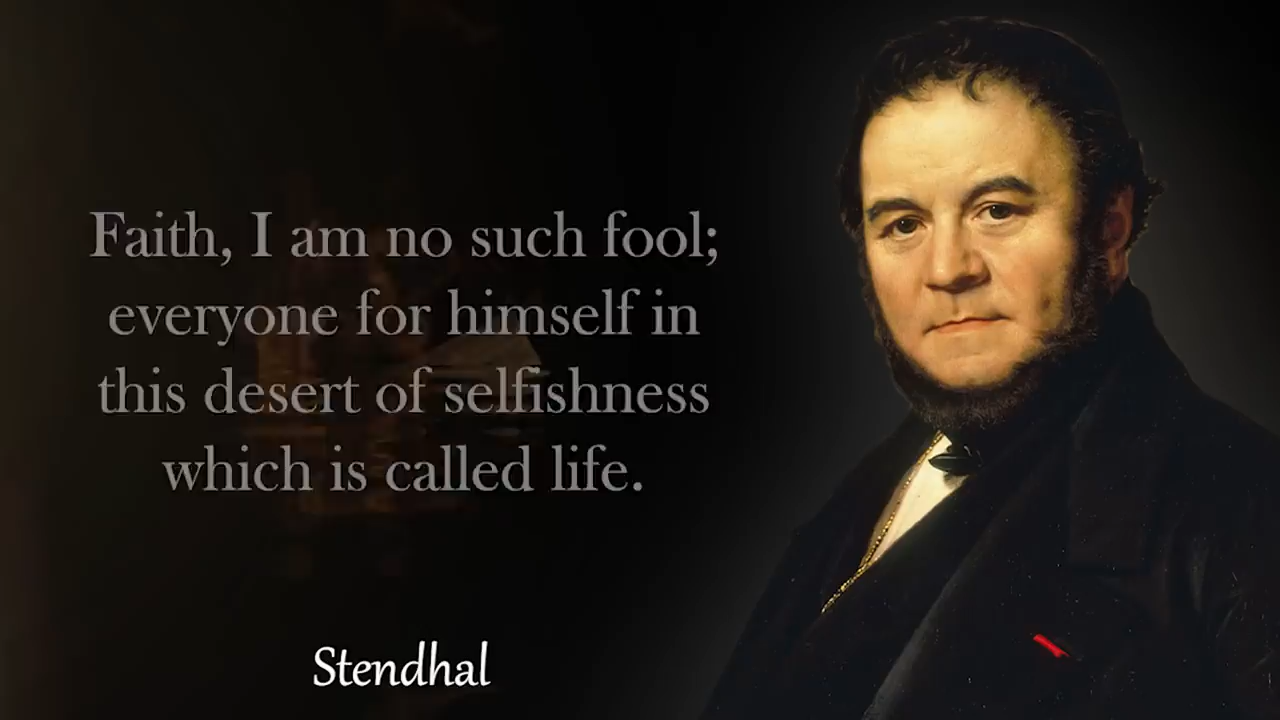 Faith, I am no such fool;
everyone for himself in
this desert of selfishness
which is called life.
Stendhal